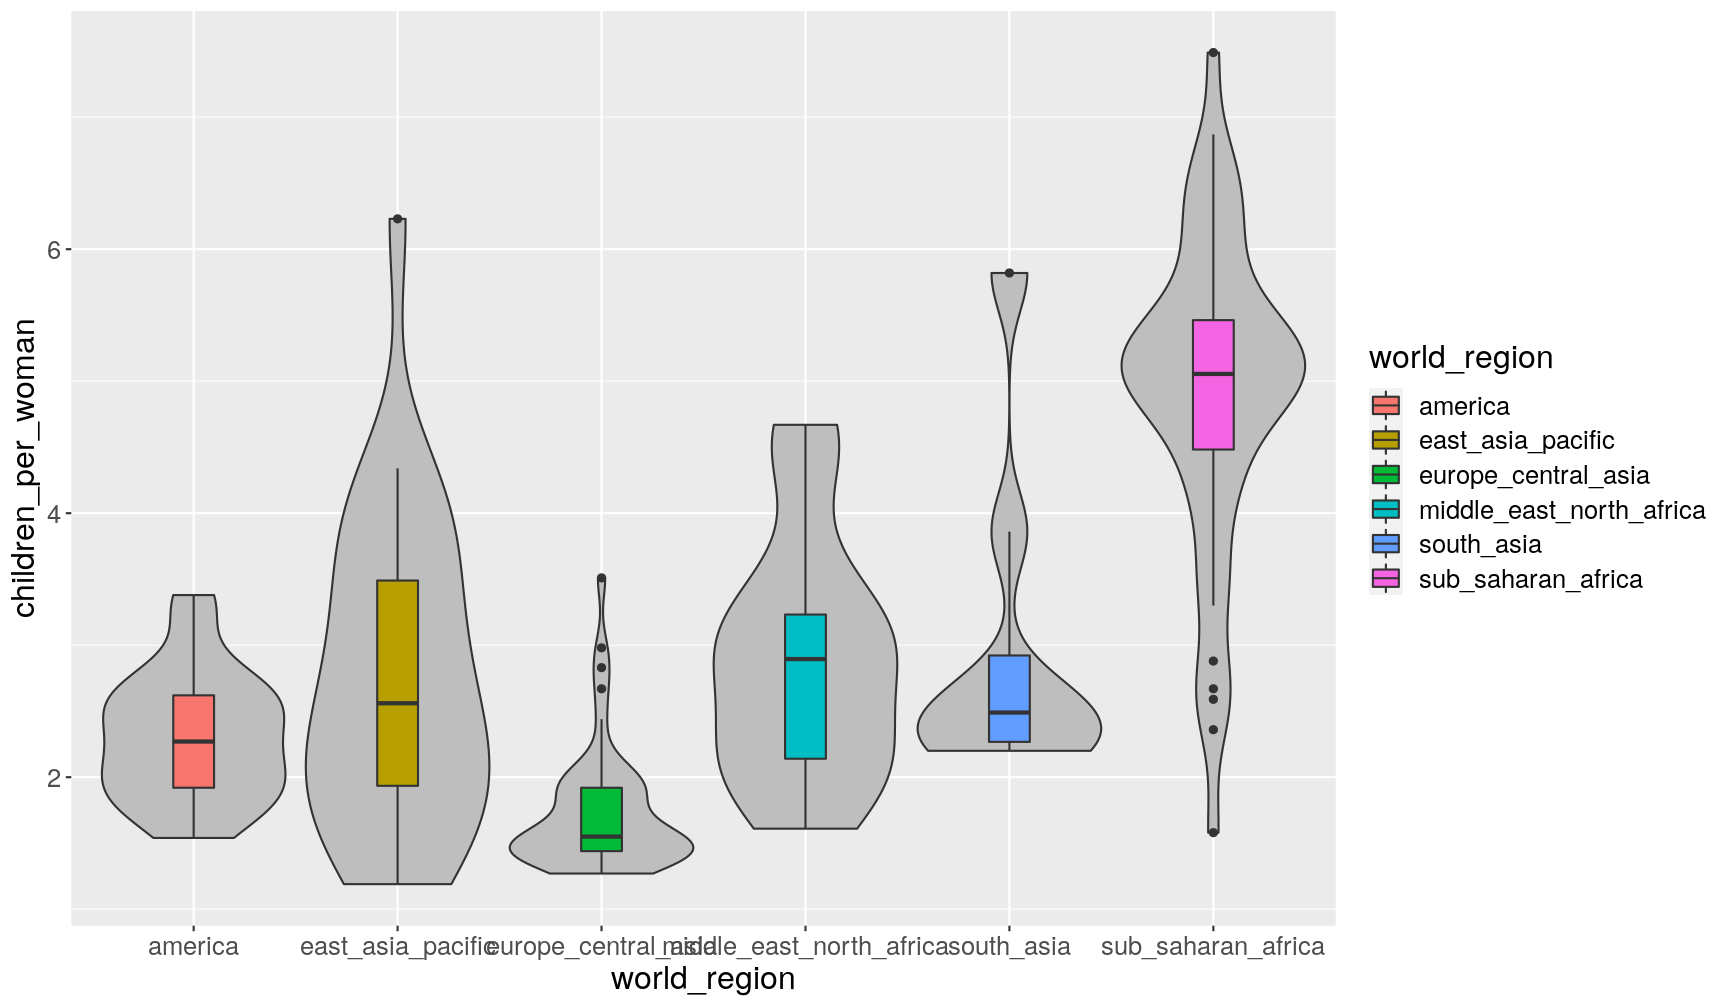 children_per_woman
6
4
2
america
east_asia_pacific
europe_central_asia
middle_east_north_africa
south_asia
sub_saharan_africa
world_region
world_region
america
east_asia_pacific
europe_central_asia
middle_east_north_africa
south_asia
sub_saharan_africa